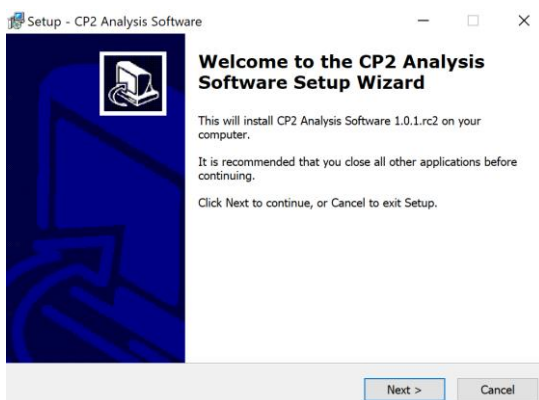 Setup - CP2 Analysis Software
Welcome to the CP2 Analysis
Software Setup Wizard
This will install CP2 Analysis Software 1.0.1.rc2 on your
computer.
It is recommended that you close all other applications before
continuing.
Click Next to continue, or Cancel to exit Setup.
Next >
Cancel